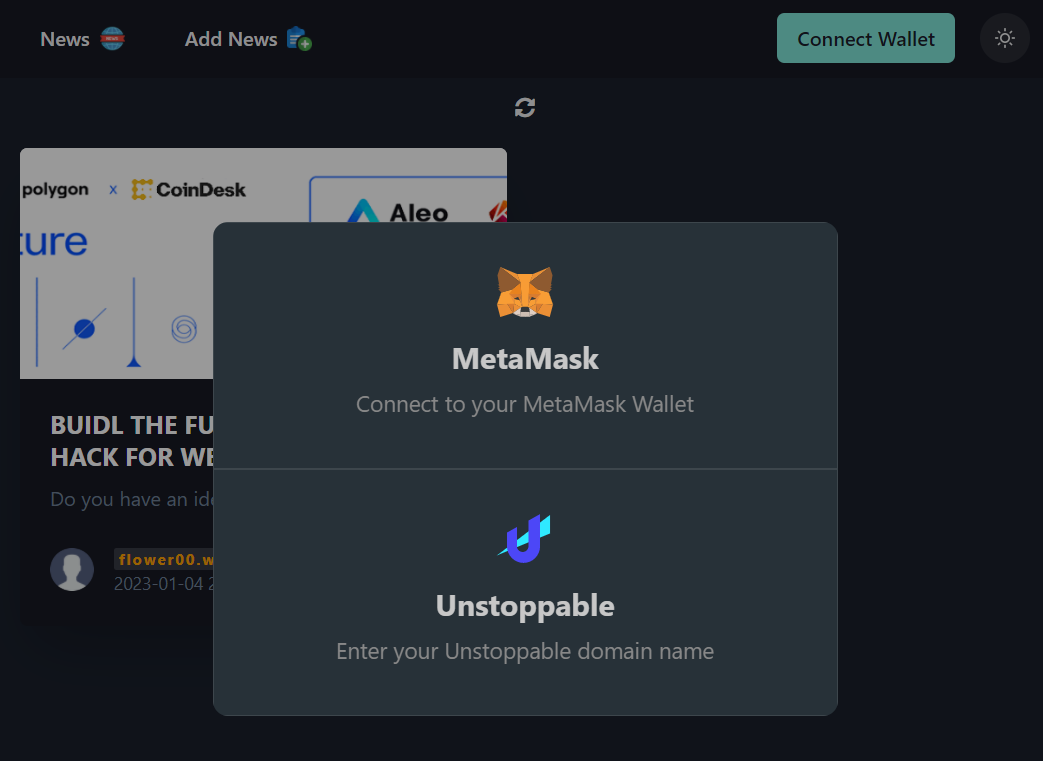 News NEWS
Add News
Connect Wallet
polygon x CoinDesk
ture
Aleo
MetaMask
Connect to your MetaMask Wallet
BUIDL THE FU
HACK FOR WE
Do you have an ide
flower00.w
2023-01-04 2
Unstoppable
Enter your Unstoppable domain name